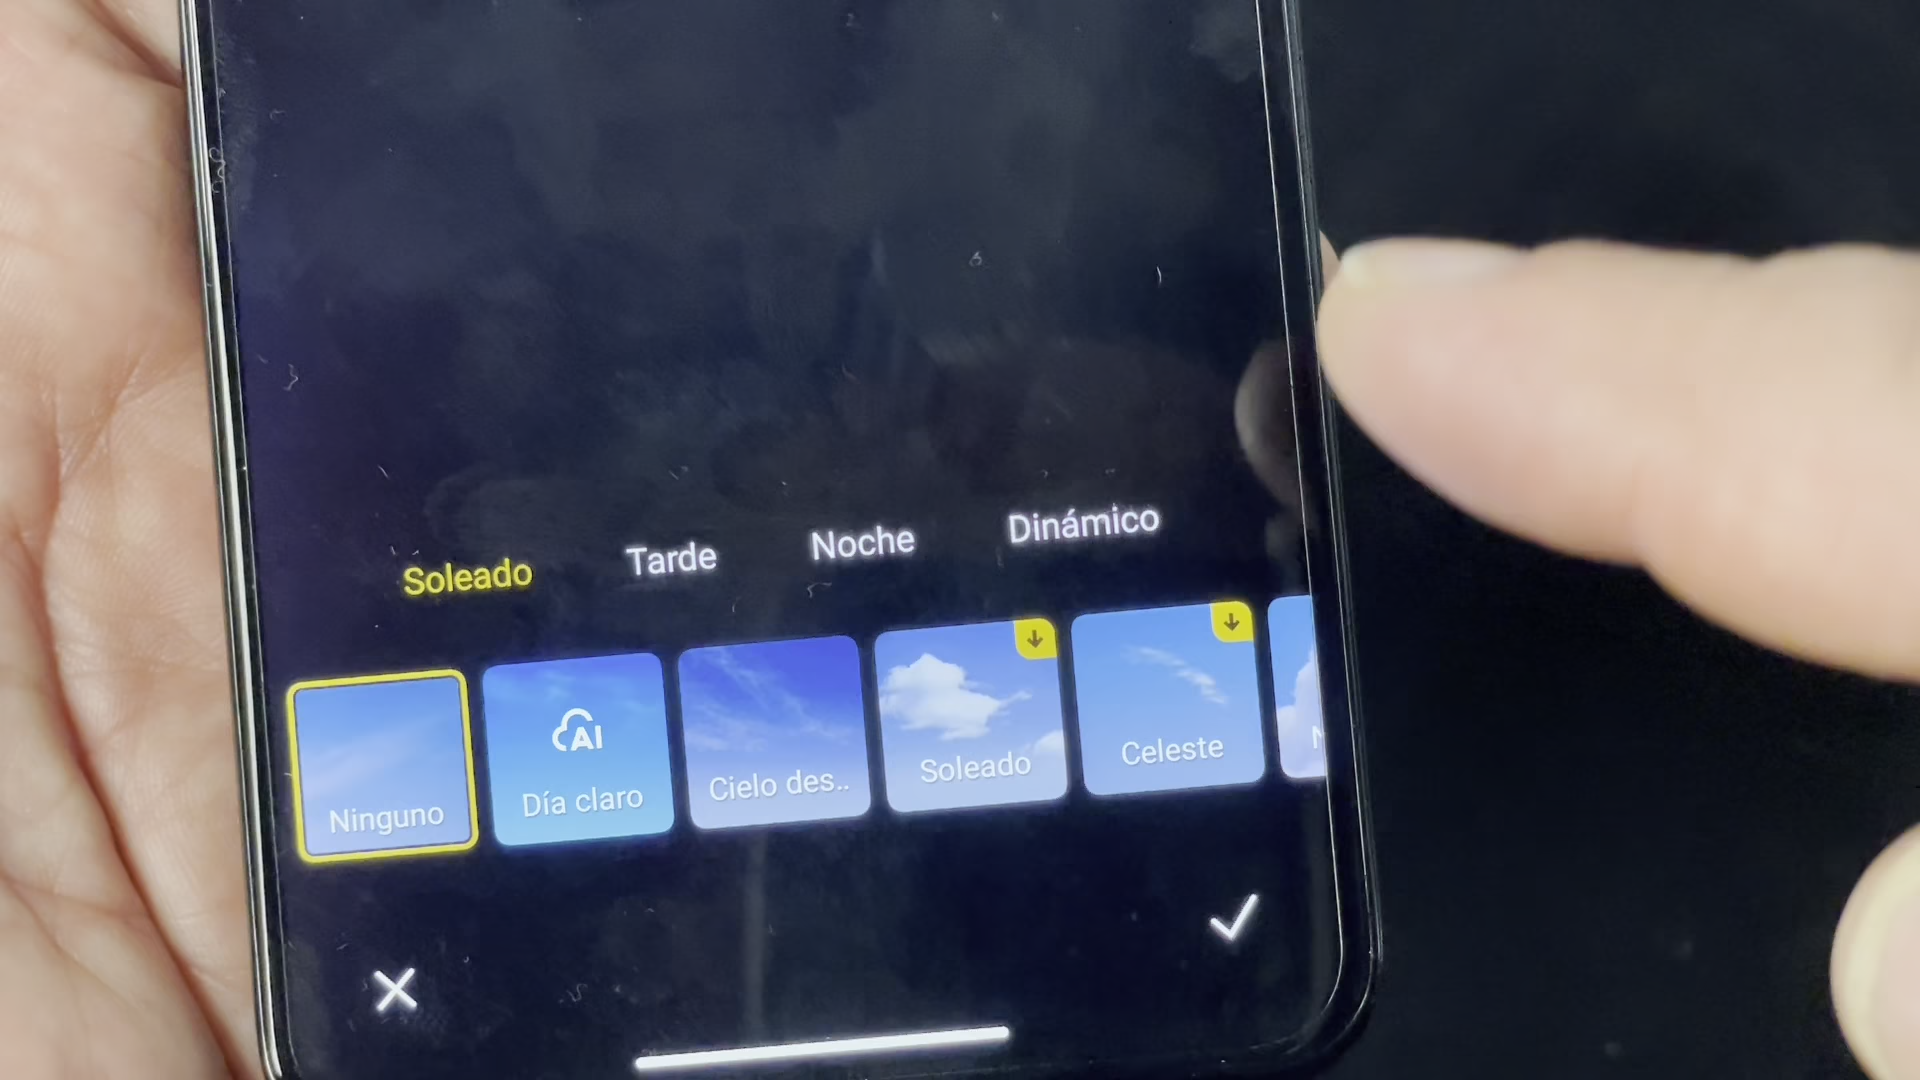 Soleado
Tarde
Noche
Dinámico
Ninguno
AI
Día claro
Cielo des..
Soleado
Celeste